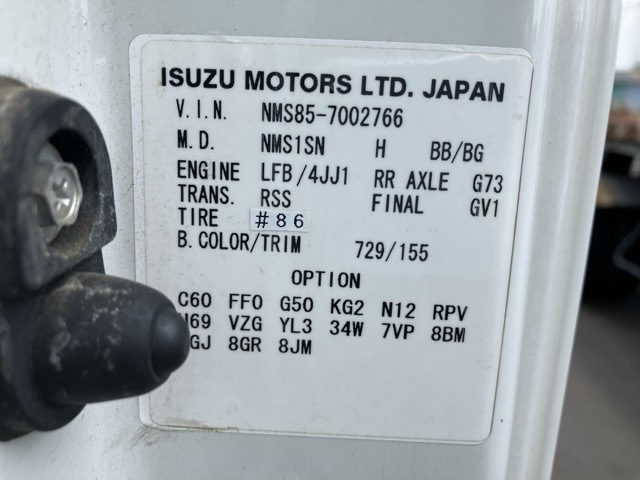 ISUZU MOTORS LTD. JAPAN
V.I.N. NMS85-7002766
M.D. NMS1SN H BB/BG
ENGINE LFB/4JJ1 RR AXLE G73
TRANS. RSS FINAL GV1
TIRE #86
B.COLOR/TRIM 729/155
OPTION
C60 FF0 G50 KG2 N12 RPV
VZG YL3 34W 7VP 8BM
8GR 8JM